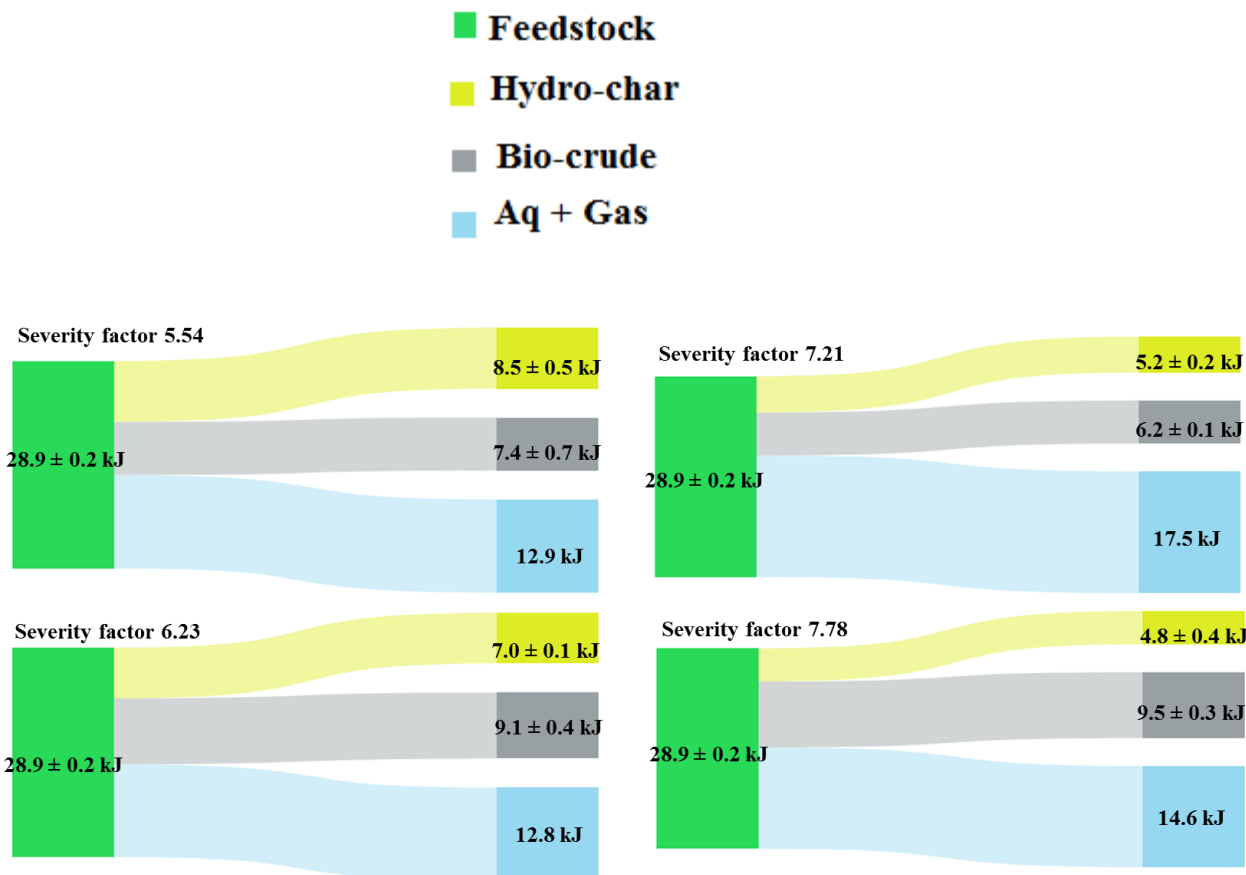 Feedstock
Hydro-char
Bio-crude
Aq + Gas
Severity factor 5.54
28.9 ± 0.2 kJ
8.5 ± 0.5 kJ
7.4 ± 0.7 kJ
12.9 kJ
Severity factor 7.21
28.9 ± 0.2 kJ
5.2 ± 0.2 kJ
6.2 ± 0.1 kJ
17.5 kJ
Severity factor 6.23
28.9 ± 0.2 kJ
7.0 ± 0.1 kJ
9.1 ± 0.4 kJ
12.8 kJ
Severity factor 7.78
28.9 ± 0.2 kJ
4.8 ± 0.4 kJ
9.5 ± 0.3 kJ
14.6 kJ